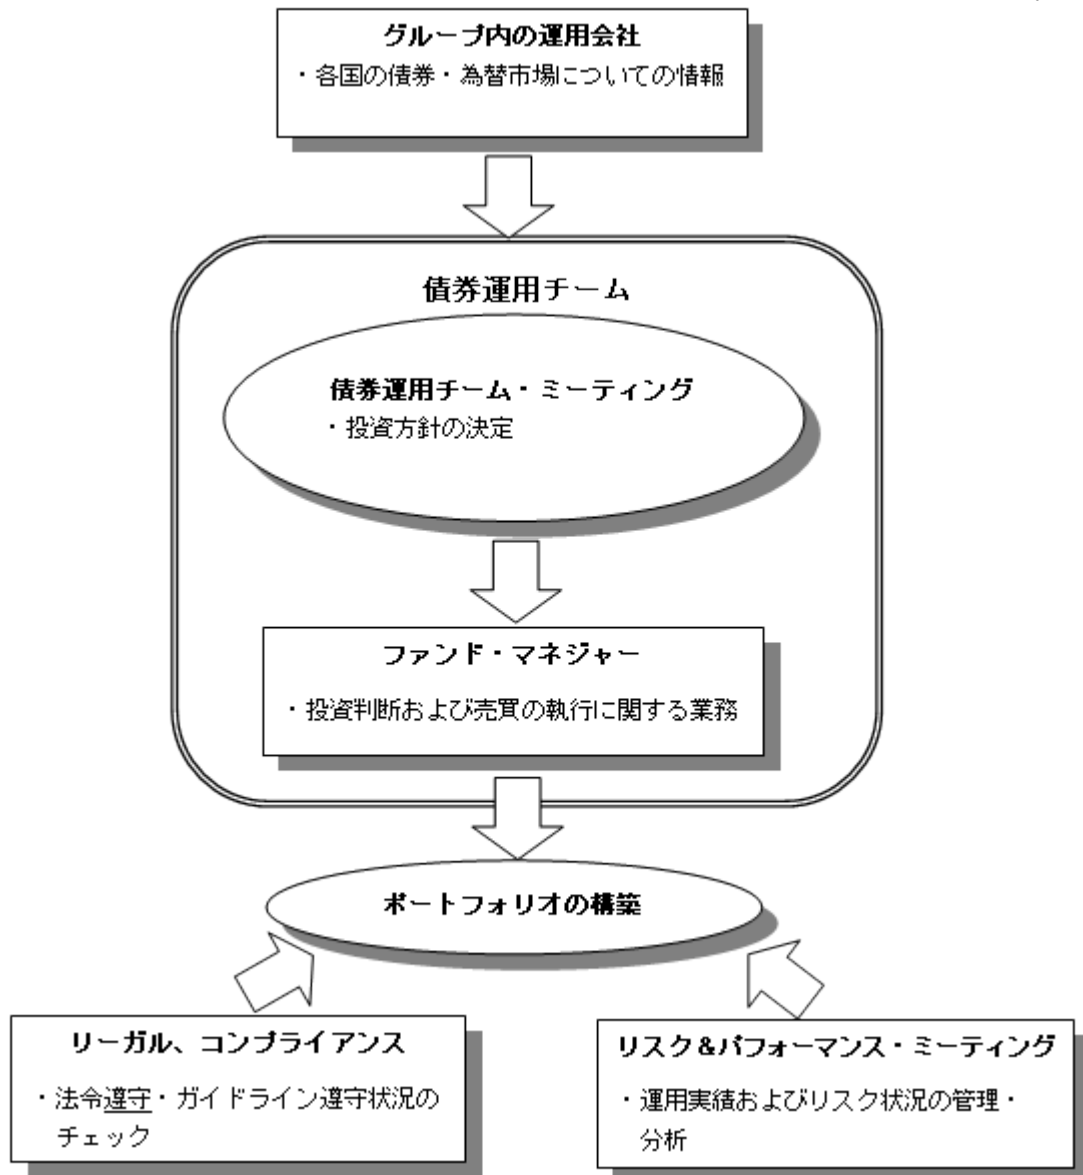 グループ内の運用会社
・各国の債券・為替市場についての情報
債券運用チーム
債券運用チーム・ミーティング
・投資方針の決定
ファンド・マネジャー
・投資判断および売買の執行に関する業務
ポートフォリオの構築
リーガル、コンプライアンス
・法令遵守・ガイドライン遵守状況の
チェック
リスク＆パフォーマンス・ミーティング
・運用実績およびリスク状況の管理・
分析